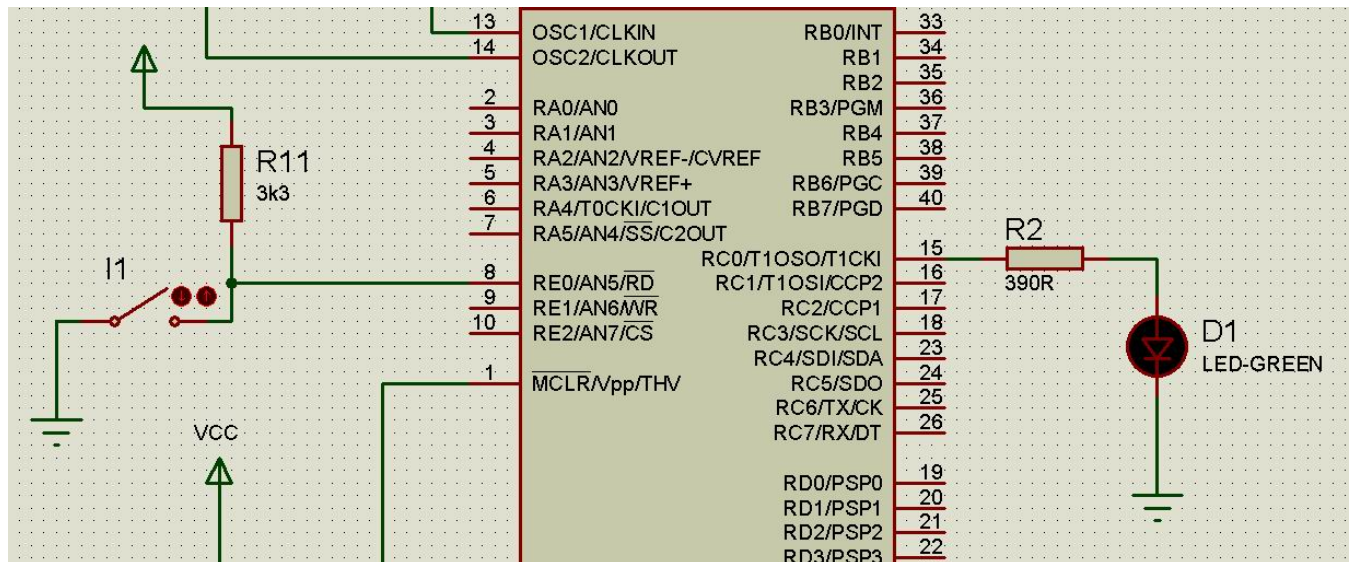 13
OSC1/CLKIN
RB0/INT
33
14
OSC2/CLKOUT
RB1
34
RB2
35
2
RA0/AN0
RB3/PGM
36
3
RA1/AN1
RB4
37
4
RA2/AN2/VREF-/CVREF
RB5
38
5
RA3/AN3/VREF+
RB6/PGC
39
6
RA4/T0CKI/C1OUT
RB7/PGD
40
7
RA5/AN4/SS/C2OUT
R11
3k3
RC0/T1OSO/T1CKI
15
R2
390R
I1
8
RE0/AN5/RD
RC1/T1OSI/CCP2
16
9
RE1/AN6/WR
RC2/CCP1
17
10
RE2/AN7/CS
RC3/SCK/SCL
18
RC4/SDI/SDA
23
D1
LED-GREEN
1
MCLR/Vpp/THV
RC5/SDO
24
RC6/TX/CK
25
RC7/RX/DT
26
VCC
RD0/PSP0
19
RD1/PSP1
20
RD2/PSP2
21
RD3/PSP3
22